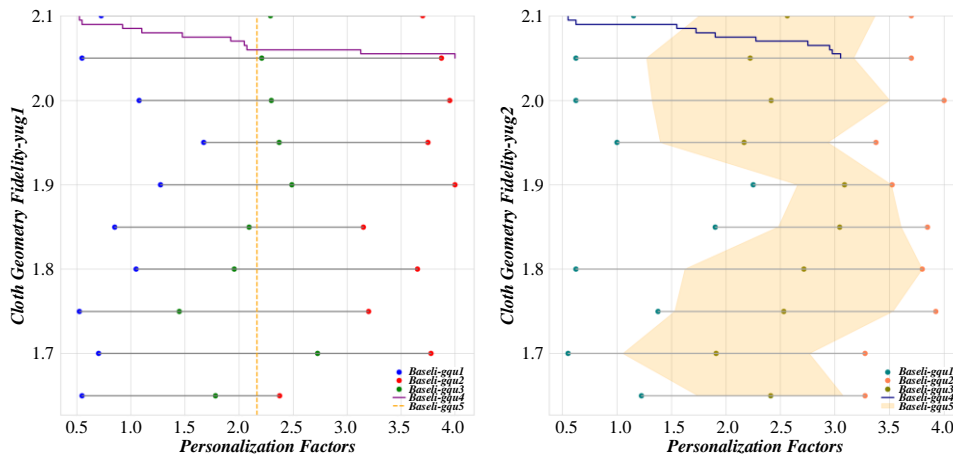 2.1
2.0
1.9
1.8
1.7
0.5 1.0 1.5 2.0 2.5 3.0 3.5 4.0
Personalization Factors
Cloth Geometry Fidelity-yug1
Baseli-gqu1
Baseli-gqu2
Baseli-gqu3
Baseli-gqu4
Baseli-gqu5
2.1
2.0
1.9
1.8
1.7
0.5 1.0 1.5 2.0 2.5 3.0 3.5 4.0
Personalization Factors
Cloth Geometry Fidelity-yug2
Baseli-gqu1
Baseli-gqu2
Baseli-gqu3
Baseli-gqu4
Baseli-gqu5